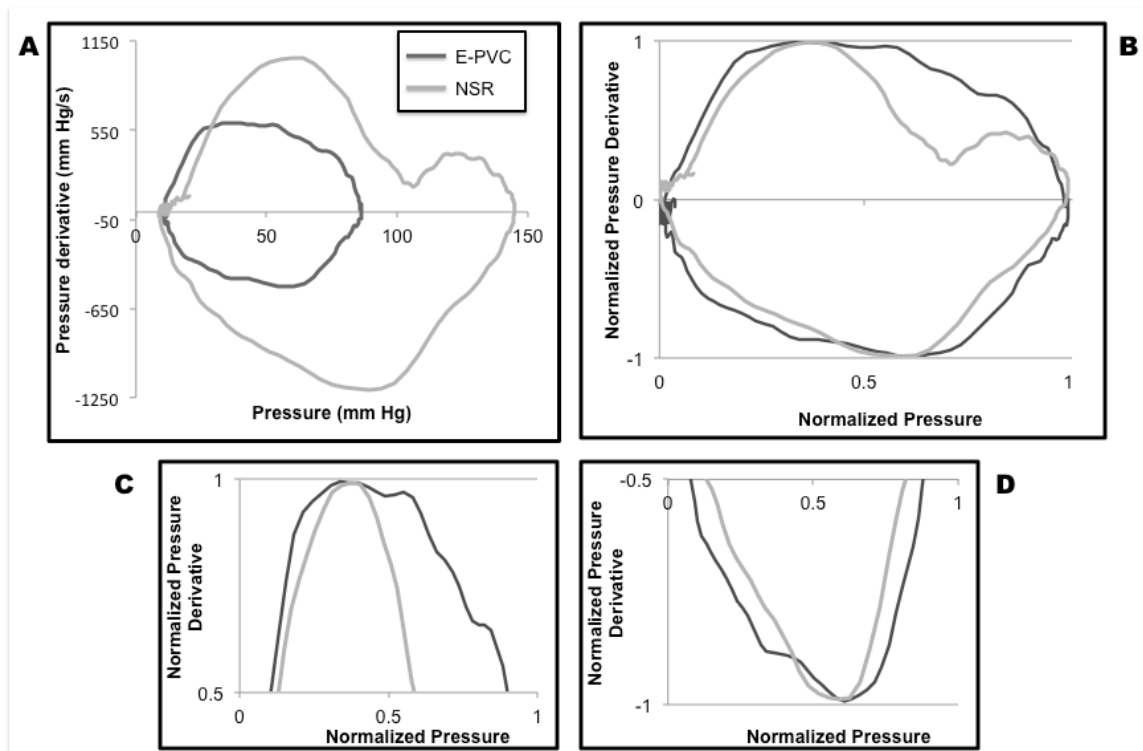 A
1150
550
-50
-650
-1250
0
50
100
150
Pressure derivative (mm Hg/s)
Pressure (mm Hg)
E-PVC
NSR
B
1
0
-1
0
0.5
1
Normalized Pressure Derivative
Normalized Pressure
C
1
0.5
0
0.5
1
Normalized Pressure
Derivative
Normalized Pressure
D
-0.5
-1
0
0.5
1
Normalized Pressure
Derivative
Normalized Pressure